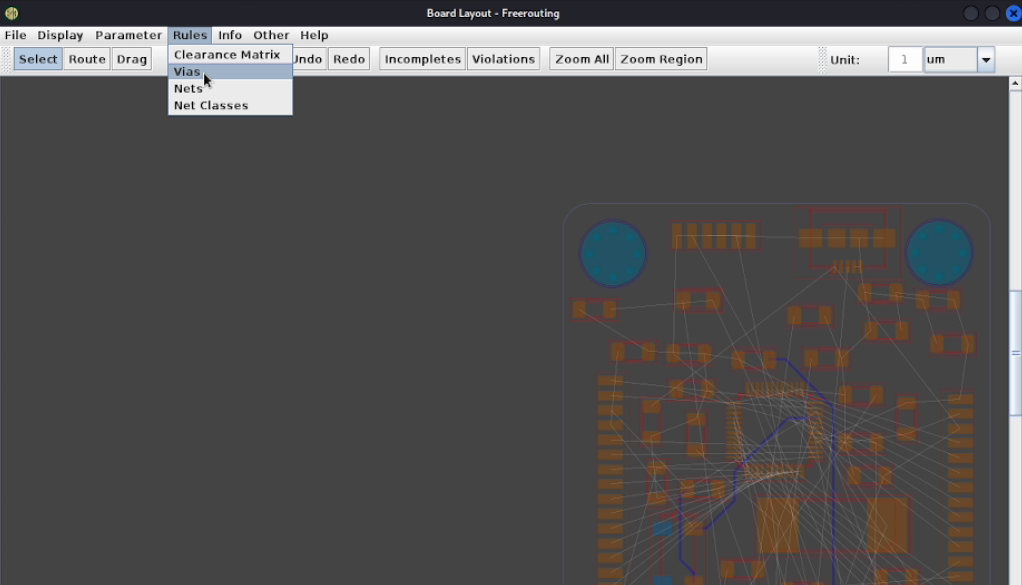 Board Layout - Freerouting
File Display Parameter Rules Info Other Help
Select Route Drag Redo Incompletes Violations Zoom All Zoom Region Unit: 1 um
Clearance Matrix
Vias
Nets
Net Classes